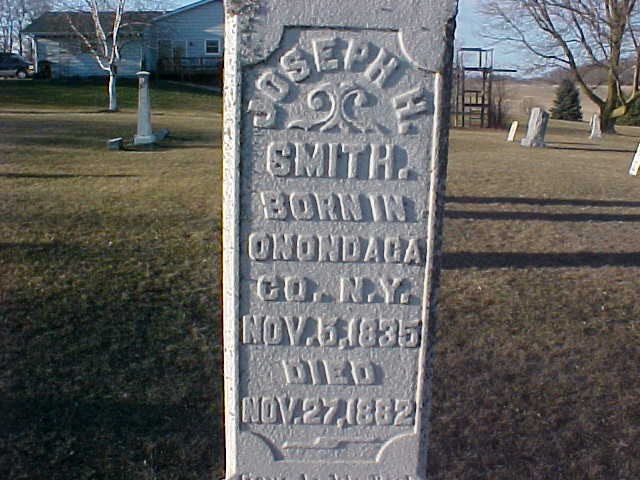 JOSEPH H.
SMITH.
BORN IN
ONONDAGA
CO. N.Y.
NOV. 5, 1835
DIED
NOV. 27, 1882